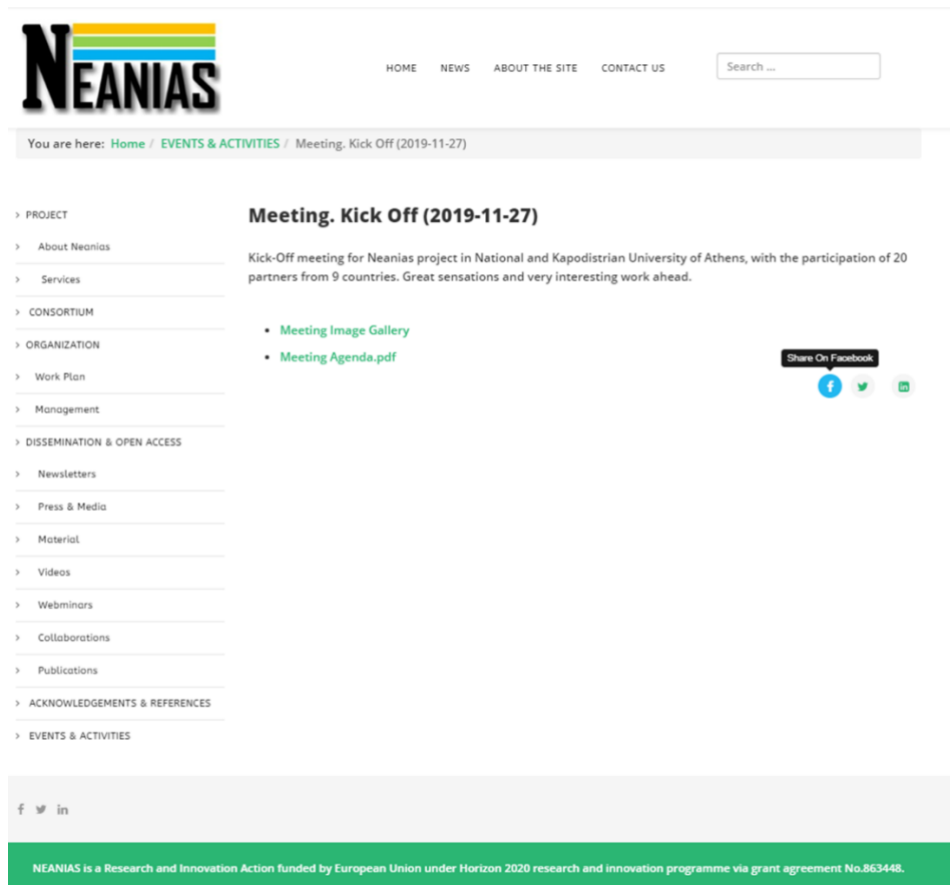 NEANIAS
HOME NEWS ABOUT THE SITE CONTACT US Search ...
You are here: Home / EVENTS & ACTIVITIES / Meeting. Kick Off (2019-11-27)
> PROJECT
> About Neanias
> Services
> CONSORTIUM
> ORGANIZATION
> Work Plan
> Management
> DISSEMINATION & OPEN ACCESS
> Newsletters
> Press & Media
> Material
> Videos
> Webminars
> Collaborations
> Publications
> ACKNOWLEDGEMENTS & REFERENCES
> EVENTS & ACTIVITIES
Meeting. Kick Off (2019-11-27)
Kick-Off meeting for Neanias project in National and Kapodistrian University of Athens, with the participation of 20
partners from 9 countries. Great sensations and very interesting work ahead.
• Meeting Image Gallery
• Meeting Agenda.pdf
Share On Facebook
NEANIAS is a Research and Innovation Action funded by European Union under Horizon 2020 research and innovation programme via grant agreement No.863448.